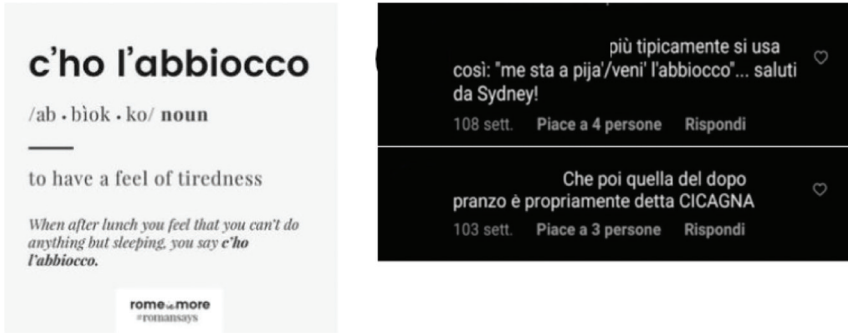 c'ho l'abbiocco
/ab • bìok • ko/ noun
to have a feel of tiredness
When after lunch you feel that you can't do
anything but sleeping, you say c'ho
l'abbiocco.
rome is more
#romansays
più tipicamente si usa
così: "me sta a pija'/veni' l'abbiocco"... saluti
da Sydney!
108 sett. Piace a 4 persone Rispondi
Che poi quella del dopo
pranzo è propriamente detta CICAGNA
103 sett. Piace a 3 persone Rispondi